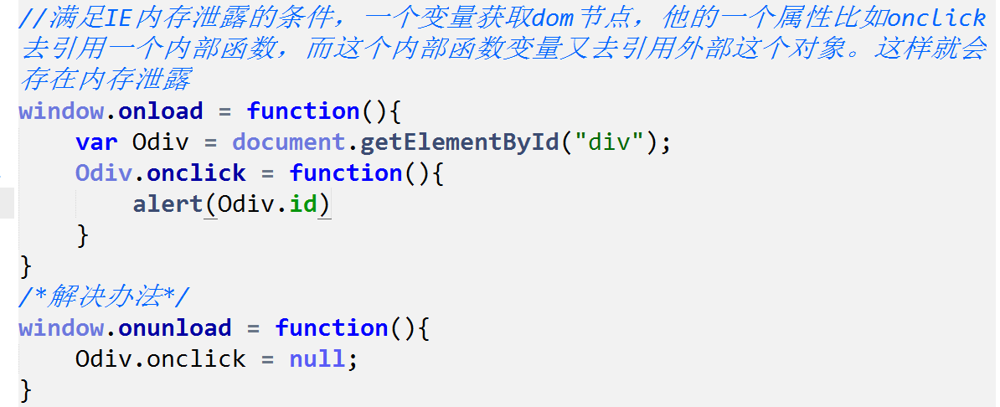 //满足IE内存泄露的条件，一个变量获取dom节点，他的一个属性比如onclick
去引用一个内部函数，而这个内部函数变量又去引用外部这个对象。这样就会
存在内存泄露
window.onload = function(){
    var Odiv = document.getElementById("div");
    Odiv.onclick = function(){
        alert(Odiv.id)
    }
}
/*解决办法*/
window.onunload = function(){
    Odiv.onclick = null;
}